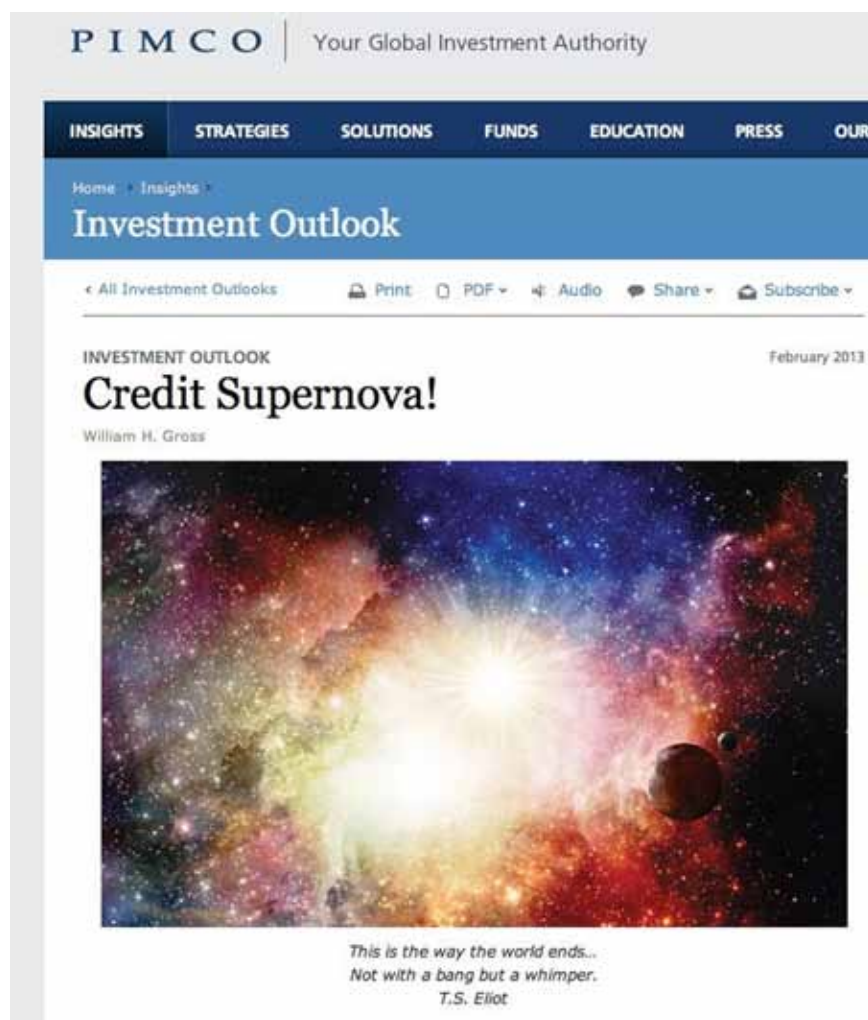 PIMCO | Your Global Investment Authority
INSIGHTS STRATEGIES SOLUTIONS FUNDS EDUCATION PRESS OUR
Home Insights
Investment Outlook
‹ All Investment Outlooks Print PDF Audio Share Subscribe
INVESTMENT OUTLOOK February 2013
Credit Supernova!
William H. Gross
This is the way the world ends...
Not with a bang but a whimper.
T.S. Eliot